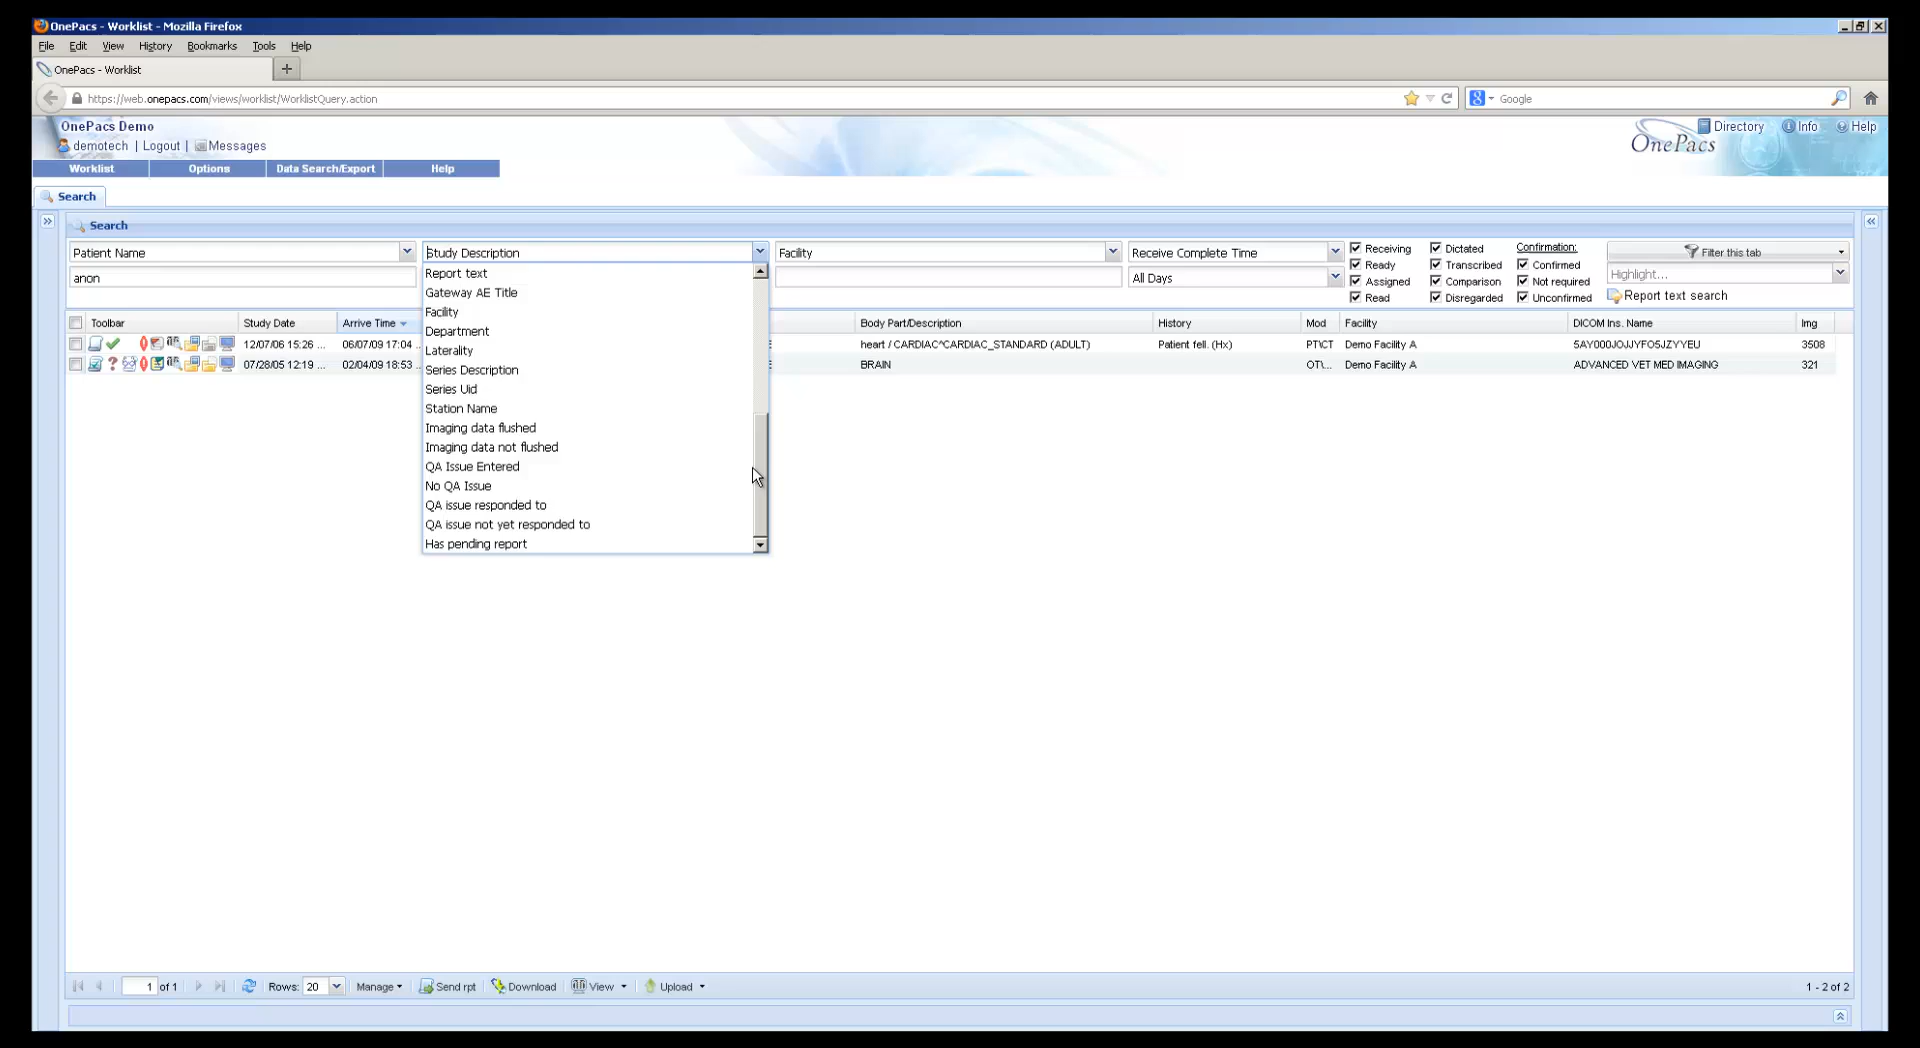 OnePacs - Worklist - Mozilla Firefox
File Edit View History Bookmarks Tools Help
OnePacs - Worklist
https://web.onepacs.com/views/worklist/WorklistQuery.action
Google
OnePacs Demo
demotech | Logout | Messages
OnePacs
Directory Info Help
Worklist Options Data Search/Export Help
Search
Search
Patient Name Study Description Facility Receive Complete Time
anon All Days
Receiving Dictated Confirmation:
Ready Transcribed Confirmed
Assigned Comparison Not required
Read Disregarded Unconfirmed
Filter this tab
Highlight...
Report text search
Report text
Gateway AE Title
Facility
Department
Laterality
Series Description
Series Uid
Station Name
Imaging data flushed
Imaging data not flushed
QA Issue Entered
No QA Issue
QA issue responded to
QA issue not yet responded to
Has pending report
Toolbar Study Date Arrive Time Body Part/Description History Mod Facility DICOM Ins. Name Img
12/07/06 15:26 ... 06/07/09 17:04 heart / CARDIAC^CARDIAC_STANDARD (ADULT) Patient fell. (Hx) PT\CT Demo Facility A 3508
07/28/05 12:19 ... 02/04/09 18:53 BRAIN OT\... Demo Facility A ADVANCED VET MED IMAGING 321
1 of 1 Rows: 20 Manage Send rpt Download View Upload 1 - 2 of 2